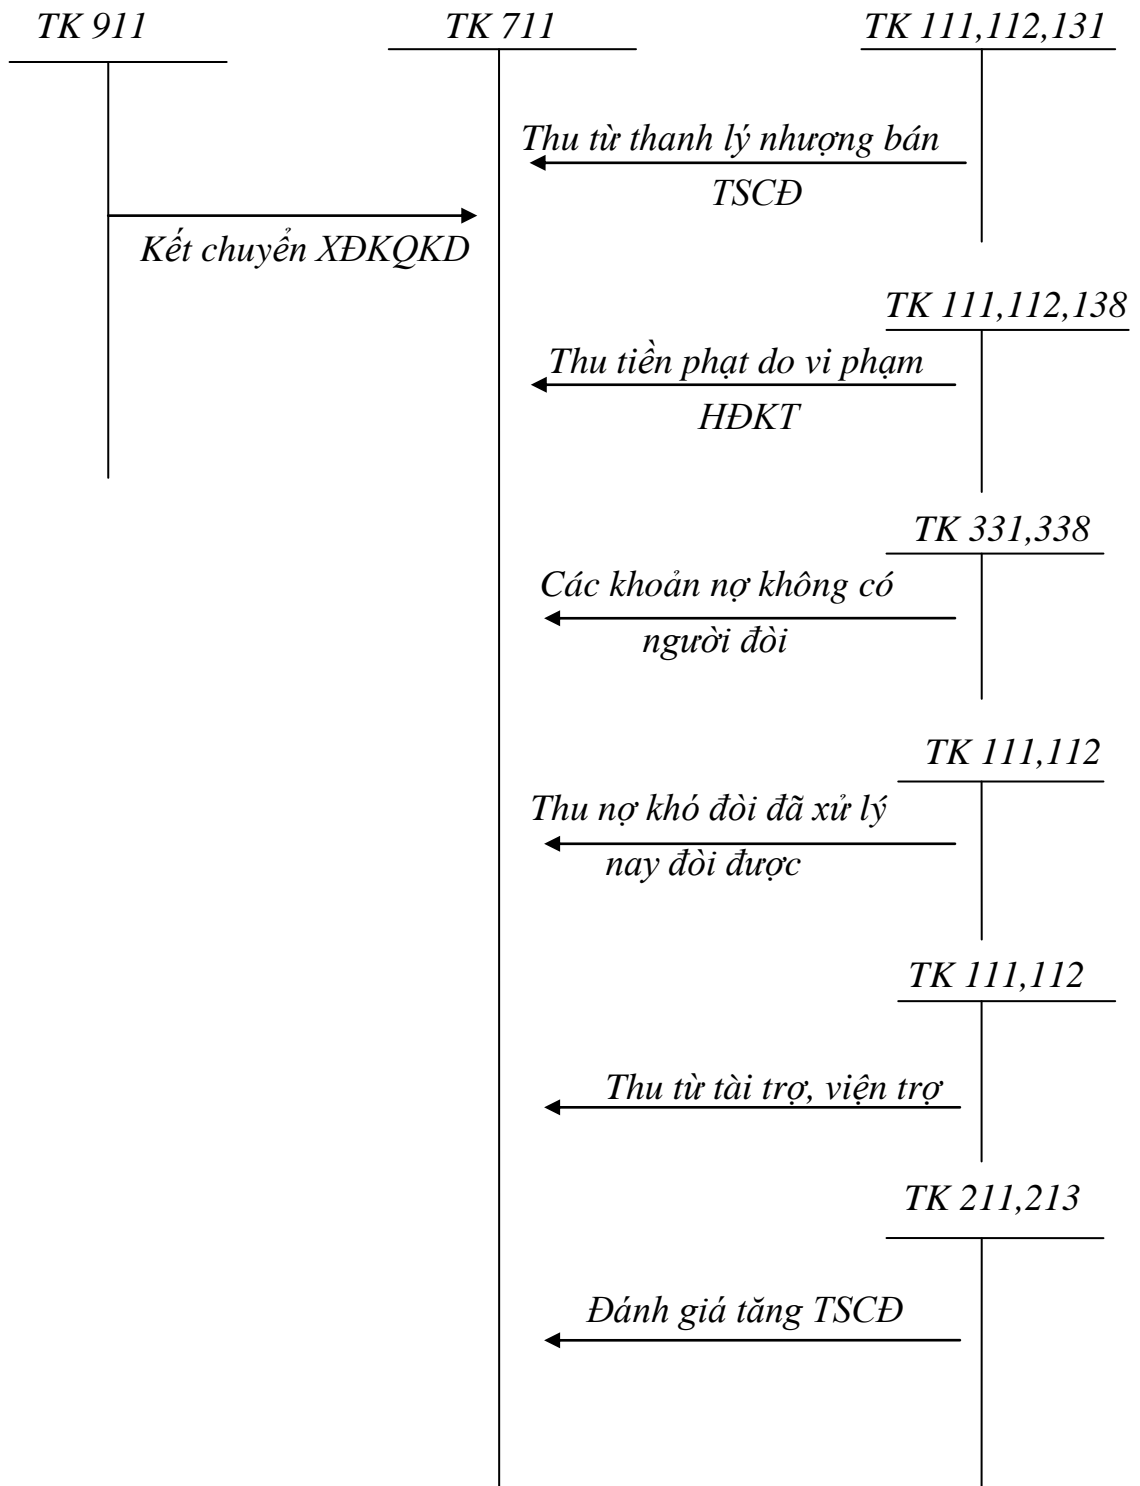 TK 911
TK 711
TK 111,112,131
Thu từ thanh lý nhượng bán
TSCĐ
Kết chuyển XĐKQKD
TK 111,112,138
Thu tiền phạt do vi phạm
HĐKT
TK 331,338
Các khoản nợ không có
người đòi
TK 111,112
Thu nợ khó đòi đã xử lý
nay đòi được
TK 111,112
Thu từ tài trợ, viện trợ
TK 211,213
Đánh giá tăng TSCĐ